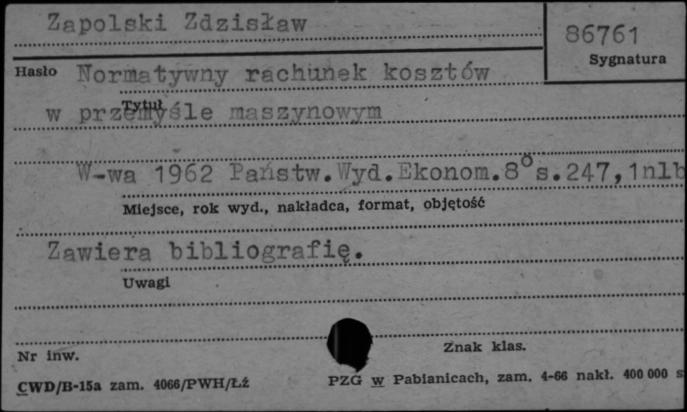 Zapolski Zdzisław
86761
Sygnatura
Hasło
Normatywny rachunek kosztów
Tytuł
w przemyśle maszynowym
W-wa 1962 Państw.Wyd.Ekonom.8° s.247,1nlb
Miejsce, rok wyd., nakładca, format, objętość
Zawiera bibliografię.
Uwagi
Nr inw.
Znak klas.
CWD/B-15a zam. 4066/PWH/Łź
PZG w Pabianicach, zam. 4-66 nakł. 400 000 s